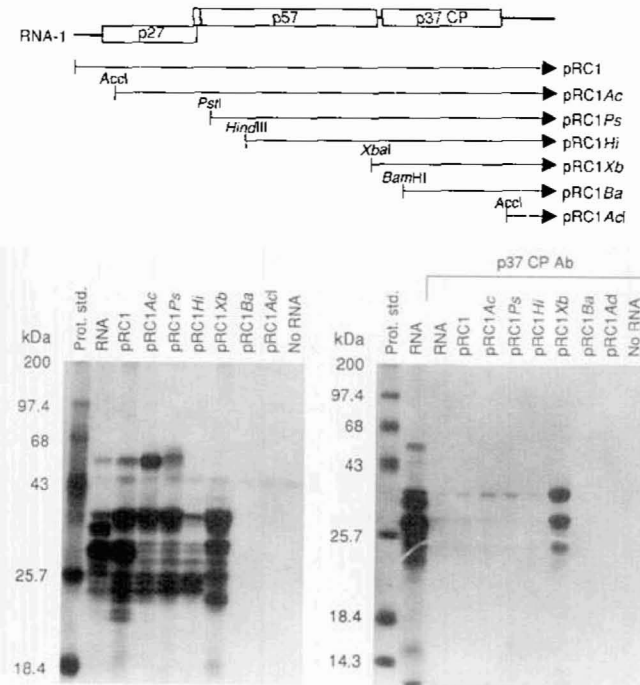 RNA-1 p27 p57 p37 CP
pRC1
AccI
pRC1Ac
PstI
pRC1Ps
HindIII
pRC1Hi
XbaI
pRC1Xb
BamHI
pRC1Ba
AccI
pRC1Acl
kDa Prot. std. RNA pRC1 pRC1Ac pRC1Ps pRC1Hi pRC1Xb pRC1Ba pRC1Acl No RNA
200
97.4
68
43
25.7
18.4
p37 CP Ab
kDa Prot. std. RNA RNA pRC1 pRC1Ac pRC1Ps pRC1Hi pRC1Xb pRC1Ba pRC1Acl No RNA
200
97.4
68
43
25.7
18.4
14.3